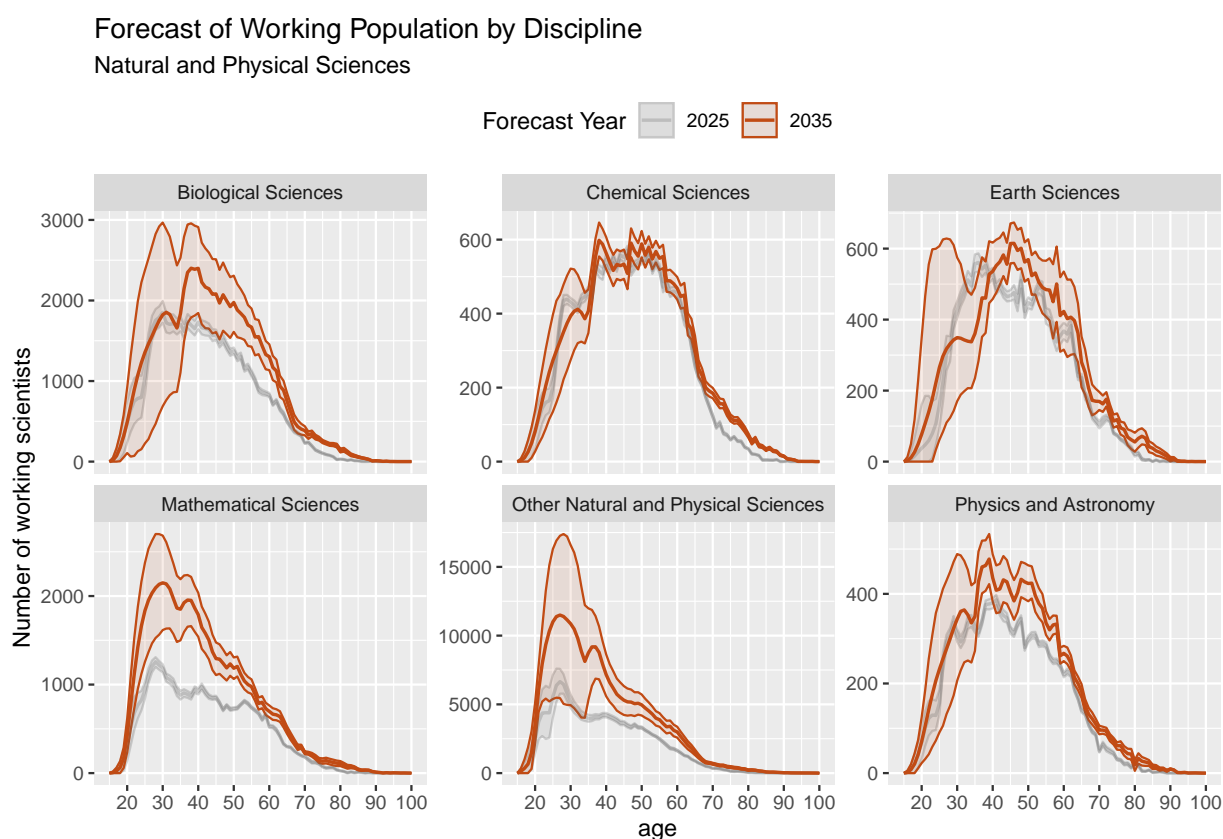 Forecast of Working Population by Discipline
Natural and Physical Sciences
Forecast Year 2025 2035
Number of working scientists
Biological Sciences
3000
2000
1000
0
Chemical Sciences
600
400
200
0
Earth Sciences
600
400
200
0
Mathematical Sciences
2000
1000
0
20 30 40 50 60 70 80 90 100
Other Natural and Physical Sciences
15000
10000
5000
0
20 30 40 50 60 70 80 90 100
Physics and Astronomy
400
200
0
20 30 40 50 60 70 80 90 100
age